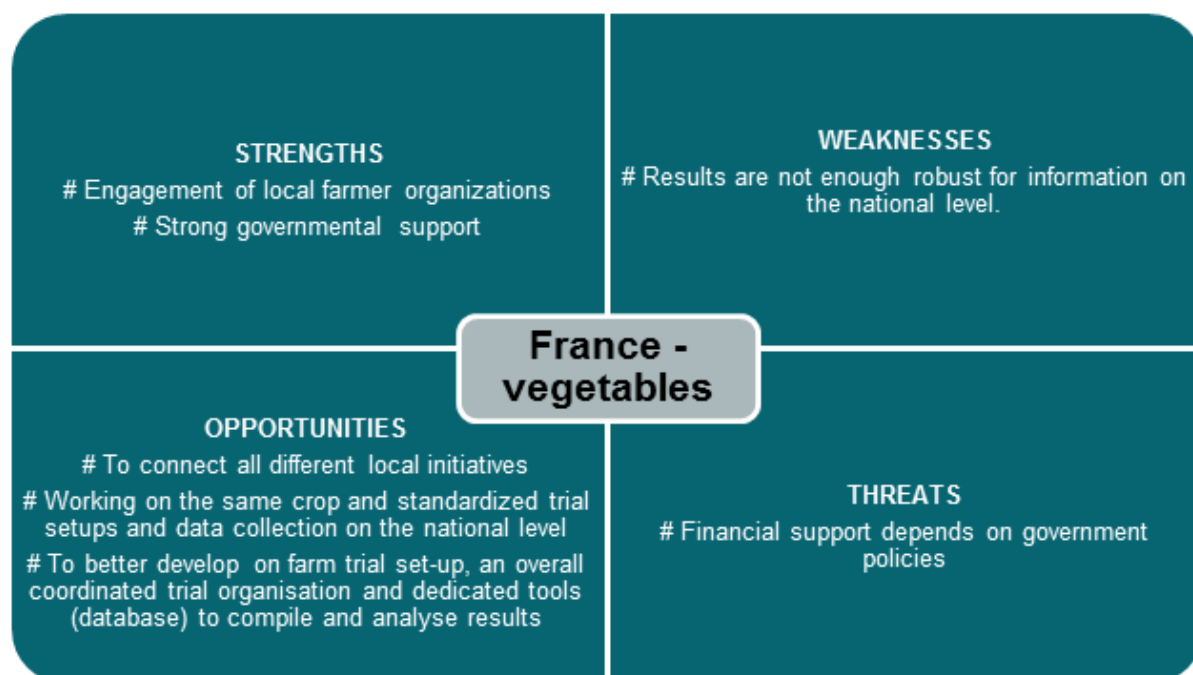 STRENGTHS
# Engagement of local farmer organizations
# Strong governmental support
WEAKNESSES
# Results are not enough robust for information on
the national level.
France -
vegetables
OPPORTUNITIES
# To connect all different local initiatives
# Working on the same crop and standardized trial
setups and data collection on the national level
# To better develop on farm trial set-up, an overall
coordinated trial organisation and dedicated tools
(database) to compile and analyse results
THREATS
# Financial support depends on government
policies